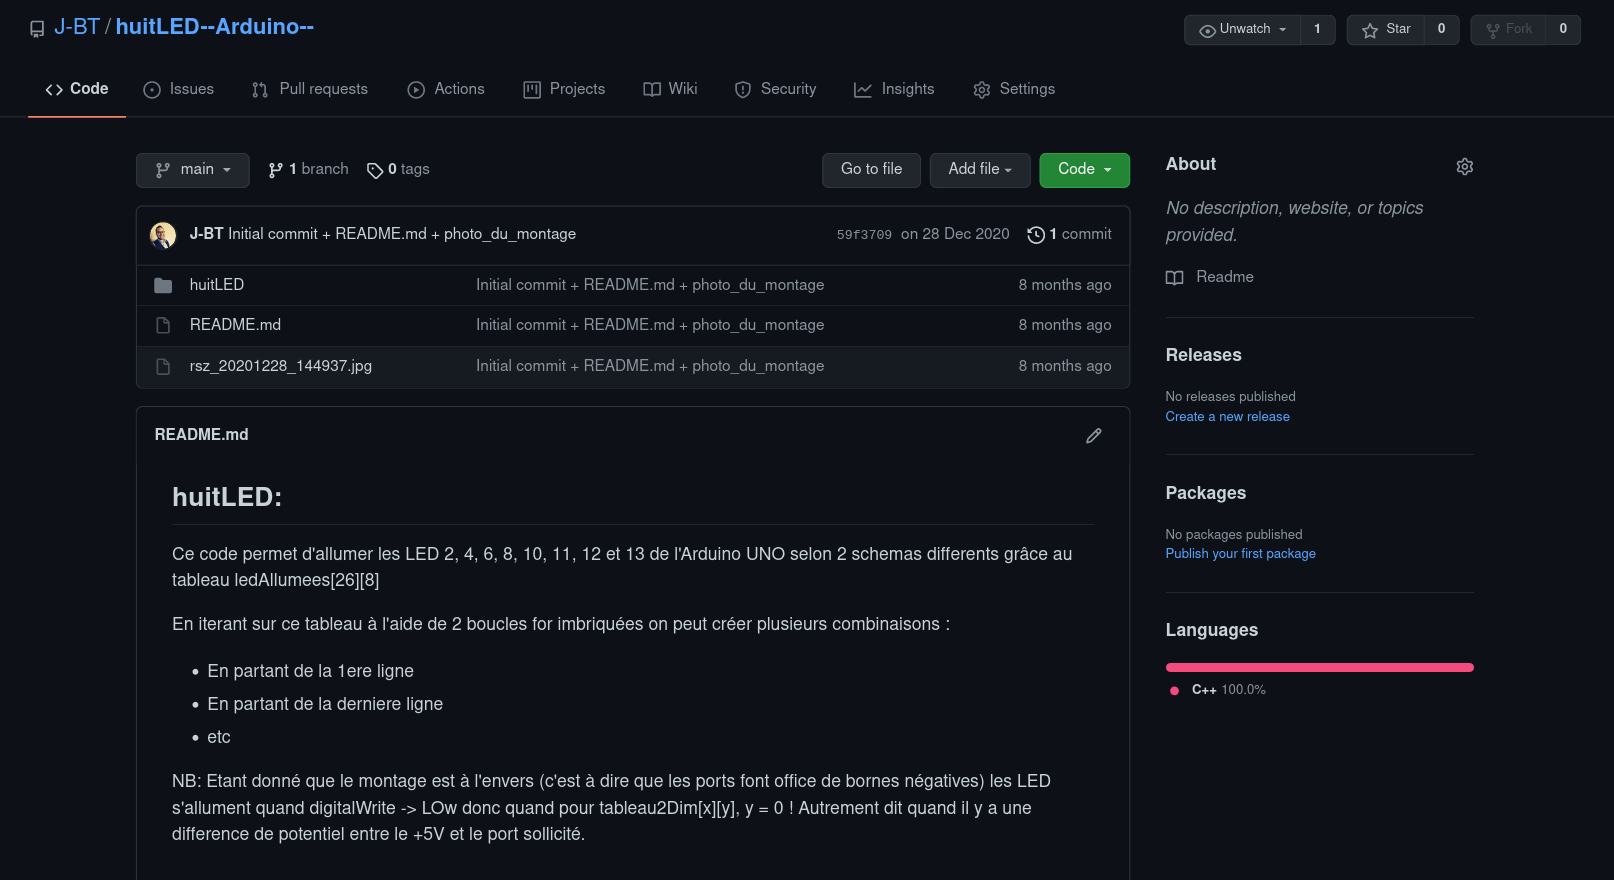 J-BT / huitLED--Arduino--
Unwatch 1 Star 0 Fork 0
Code Issues Pull requests Actions Projects Wiki Security Insights Settings
main 1 branch 0 tags Go to file Add file Code
J-BT Initial commit + README.md + photo_du_montage 59f3709 on 28 Dec 2020 1 commit
huitLED Initial commit + README.md + photo_du_montage 8 months ago
README.md Initial commit + README.md + photo_du_montage 8 months ago
rsz_20201228_144937.jpg Initial commit + README.md + photo_du_montage 8 months ago
README.md
huitLED:
Ce code permet d'allumer les LED 2, 4, 6, 8, 10, 11, 12 et 13 de l'Arduino UNO selon 2 schemas differents grâce au
tableau ledAllumees[26][8]
En iterant sur ce tableau à l'aide de 2 boucles for imbriquées on peut créer plusieurs combinaisons :
• En partant de la 1ere ligne
• En partant de la derniere ligne
• etc
NB: Etant donné que le montage est à l'envers (c'est à dire que les ports font office de bornes négatives) les LED
s'allument quand digitalWrite -> LOw donc quand pour tableau2Dim[x][y], y = 0 ! Autrement dit quand il y a une
difference de potentiel entre le +5V et le port sollicité.
About
No description, website, or topics
provided.
Readme
Releases
No releases published
Create a new release
Packages
No packages published
Publish your first package
Languages
C++ 100.0%